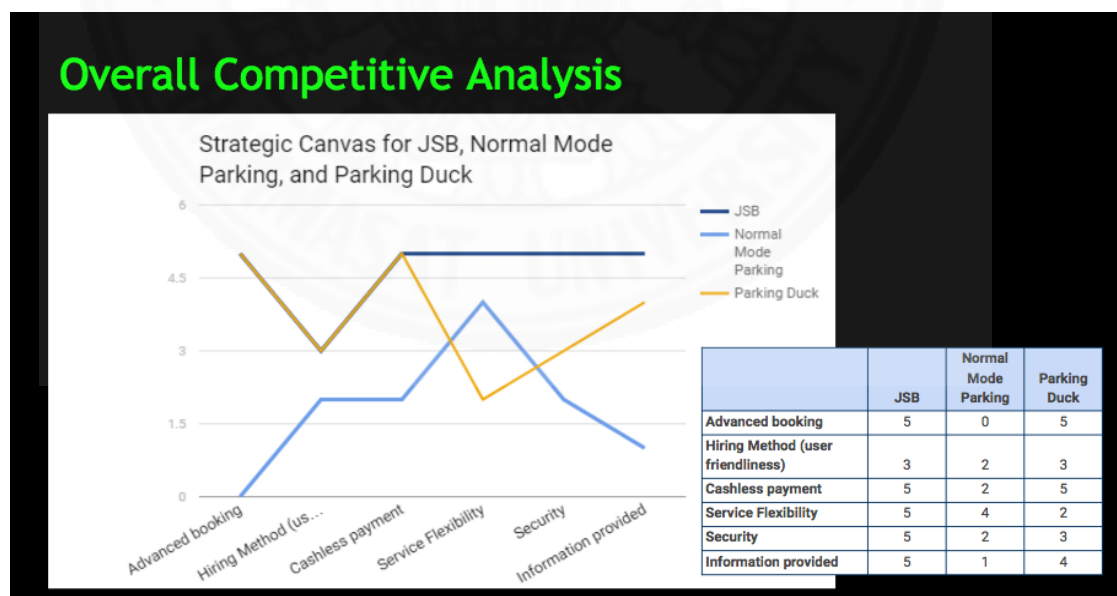 Overall Competitive Analysis
Strategic Canvas for JSB, Normal Mode
Parking, and Parking Duck
6
4.5
3
1.5
0
Advanced booking
Hiring Method (us...
Cashless payment
Service Flexibility
Security
Information provided
JSB
Normal
Mode
Parking
Parking Duck
JSB Normal Mode Parking Parking Duck
Advanced booking 5 0 5
Hiring Method (user
friendliness) 3 2 3
Cashless payment 5 2 5
Service Flexibility 5 4 2
Security 5 2 3
Information provided 5 1 4